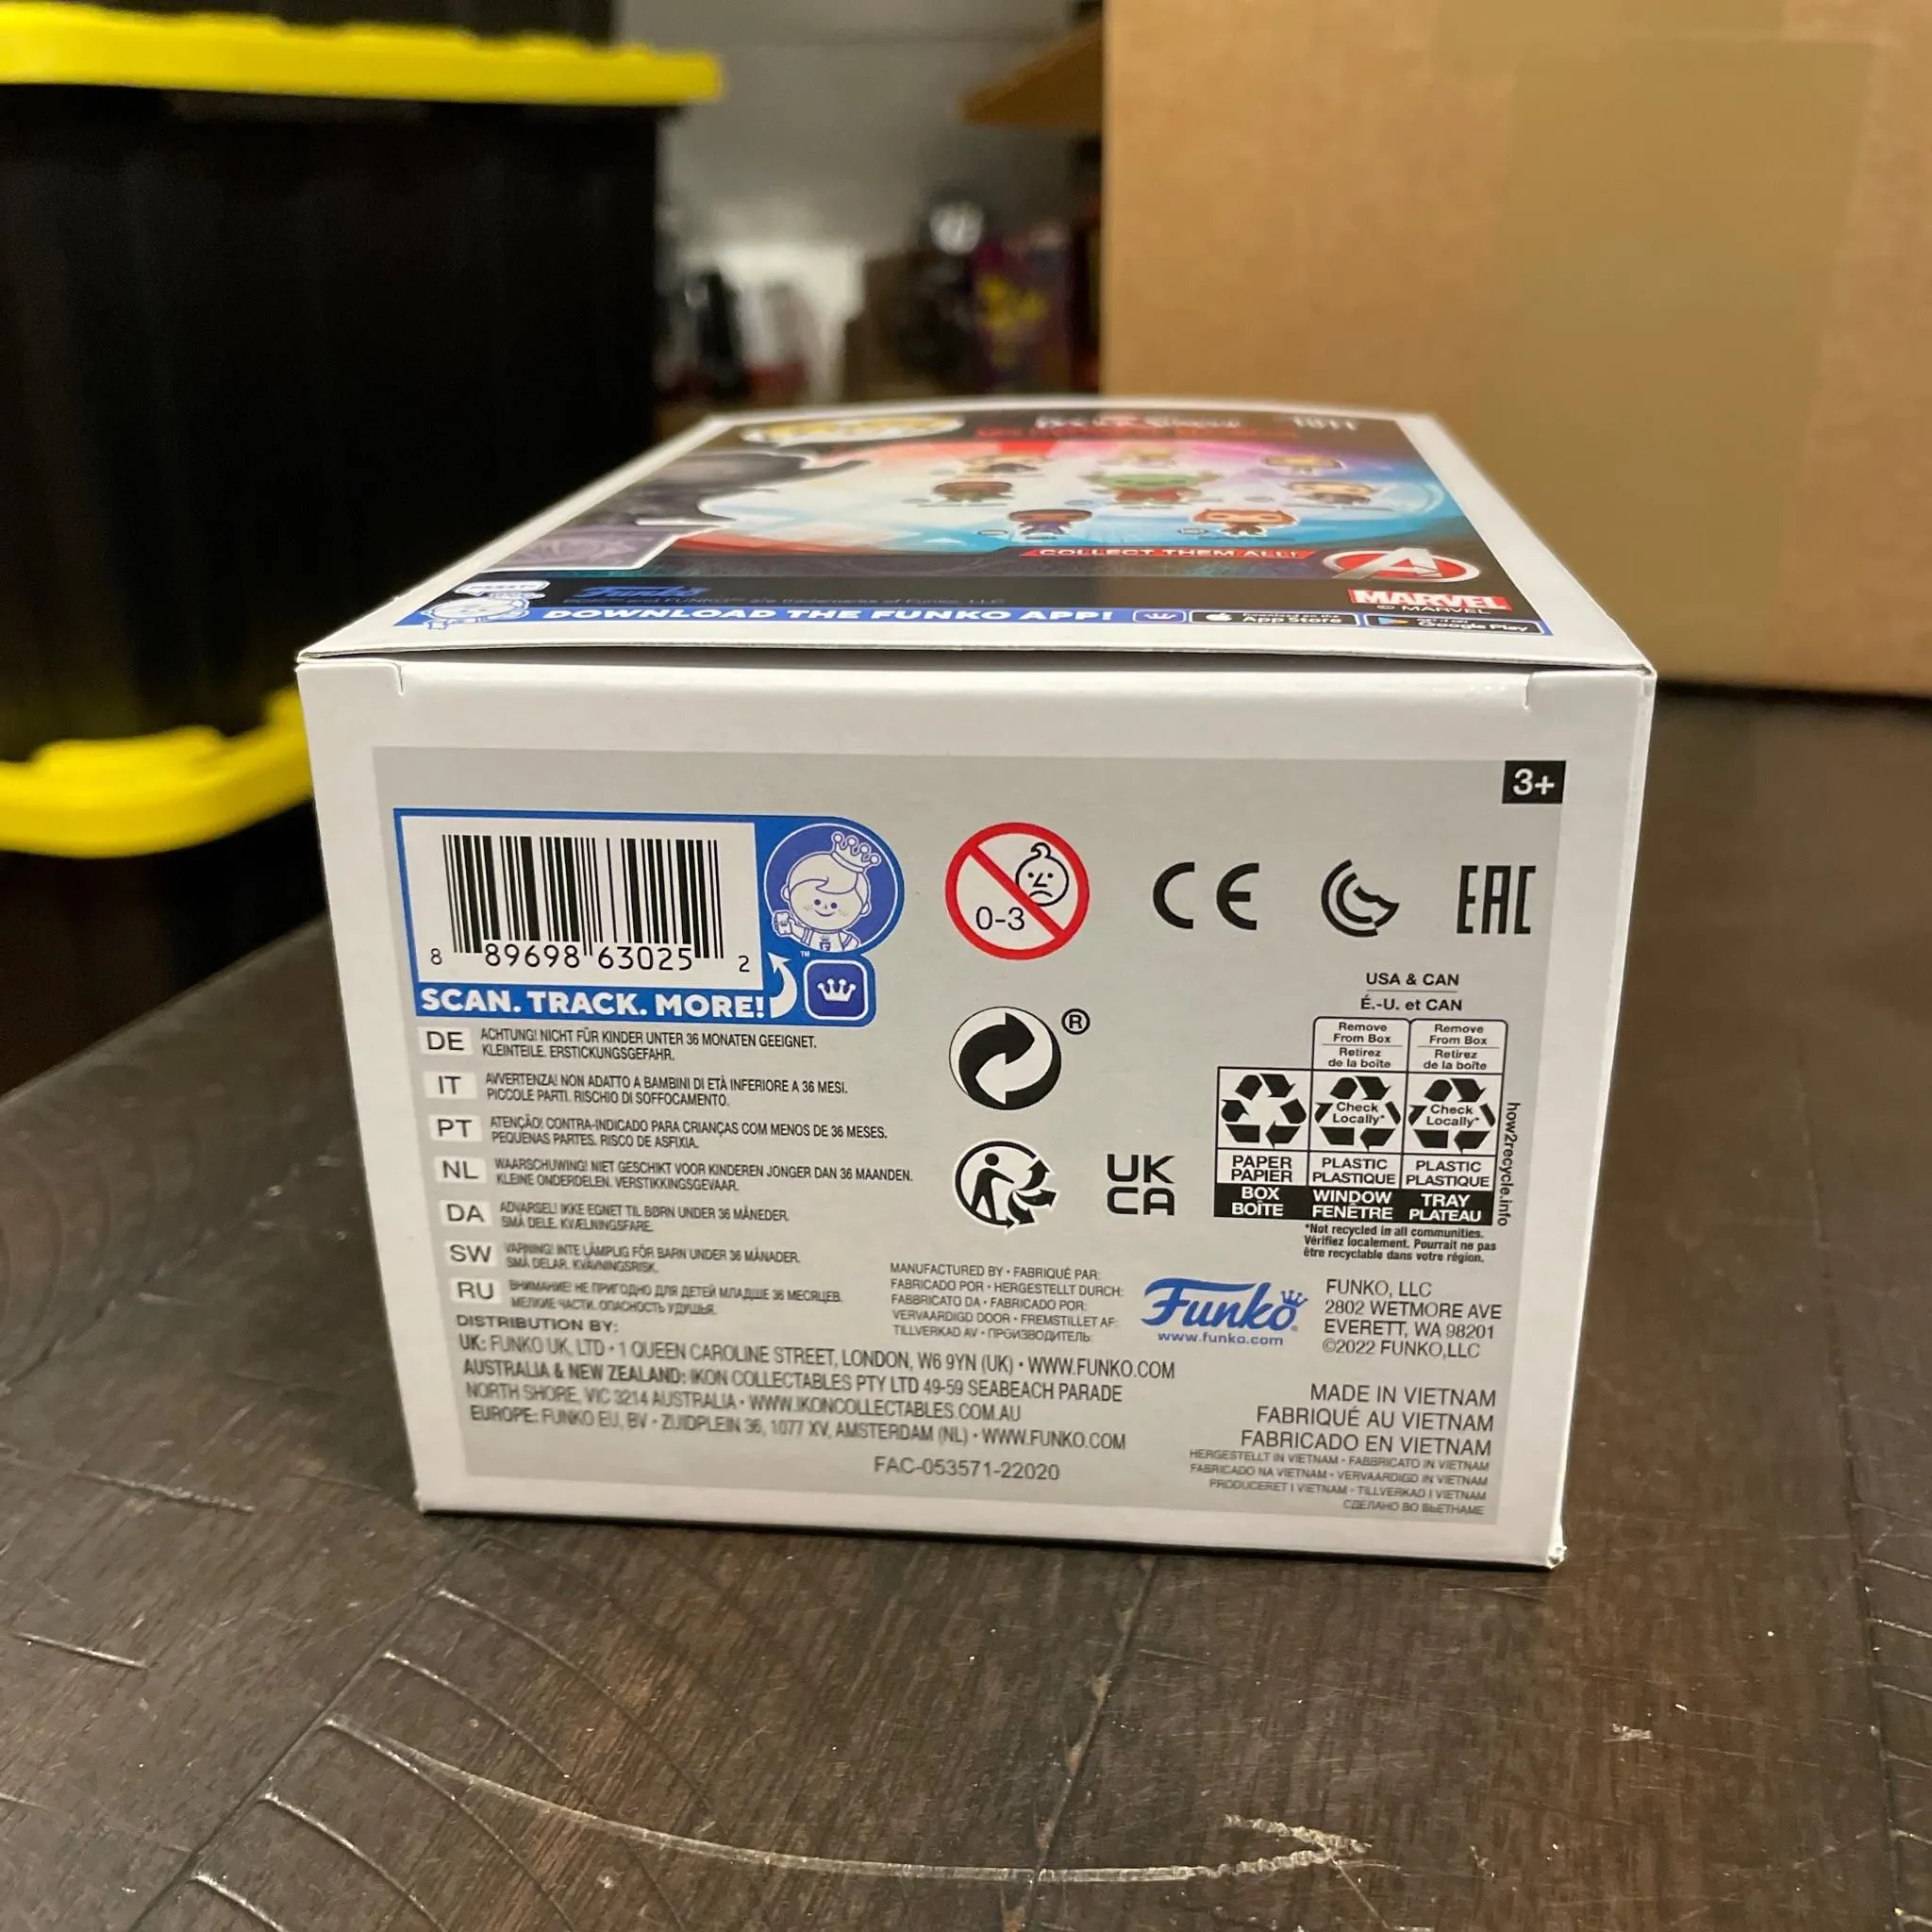 COLLECT THEM ALL!
Funko
MARVEL
© MARVEL
DOWNLOAD THE FUNKO APP!
App Store
Google Play
3+
8 89698 63025 2
SCAN. TRACK. MORE!
™
0-3
CE
EAC
USA & CAN
É.-U. et CAN
Remove From Box
Retirez de la boîte
Remove From Box
Retirez de la boîte
Check Locally*
Check Locally*
PAPER
PAPIER
PLASTIC
PLASTIQUE
PLASTIC
PLASTIQUE
BOX
BOÎTE
WINDOW
FENÊTRE
TRAY
PLATEAU
how2recycle.info
*Not recycled in all communities.
Vérifiez localement. Pourrait ne pas
être recyclable dans votre région.
®
UK
CA
DE ACHTUNG! NICHT FÜR KINDER UNTER 36 MONATEN GEEIGNET.
KLEINTEILE. ERSTICKUNGSGEFAHR.
IT AVVERTENZA! NON ADATTO A BAMBINI DI ETÀ INFERIORE A 36 MESI.
PICCOLE PARTI. RISCHIO DI SOFFOCAMENTO.
PT ATENÇÃO! CONTRA-INDICADO PARA CRIANÇAS COM MENOS DE 36 MESES.
PEQUENAS PARTES. RISCO DE ASFIXIA.
NL WAARSCHUWING! NIET GESCHIKT VOOR KINDEREN JONGER DAN 36 MAANDEN.
KLEINE ONDERDELEN. VERSTIKKINGSGEVAAR.
DA ADVARSEL! IKKE EGNET TIL BØRN UNDER 36 MÅNEDER.
SMÅ DELE. KVÆLNINGSFARE.
SW VARNING! INTE LÄMPLIG FÖR BARN UNDER 36 MÅNADER.
SMÅ DELAR. KVÄVNINGSRISK.
RU ВНИМАНИЕ! НЕ ПРИГОДНО ДЛЯ ДЕТЕЙ МЛАДШЕ 36 МЕСЯЦЕВ.
МЕЛКИЕ ЧАСТИ. ОПАСНОСТЬ УДУШЬЯ.
DISTRIBUTION BY:
UK: FUNKO UK, LTD • 1 QUEEN CAROLINE STREET, LONDON, W6 9YN (UK) • WWW.FUNKO.COM
AUSTRALIA & NEW ZEALAND: IKON COLLECTABLES PTY LTD 49-59 SEABEACH PARADE
NORTH SHORE, VIC 3214 AUSTRALIA • WWW.IKONCOLLECTABLES.COM.AU
EUROPE: FUNKO EU, BV • ZUIDPLEIN 36, 1077 XV, AMSTERDAM (NL) • WWW.FUNKO.COM
FAC-053571-22020
MANUFACTURED BY • FABRIQUÉ PAR:
FABRICADO POR • HERGESTELLT DURCH:
FABBRICATO DA • FABRICADO POR:
VERVAARDIGD DOOR • FREMSTILLET AF:
TILLVERKAD AV • ПРОИЗВОДИТЕЛЬ:
Funko
www.funko.com
FUNKO, LLC
2802 WETMORE AVE
EVERETT, WA 98201
©2022 FUNKO,LLC
MADE IN VIETNAM
FABRIQUÉ AU VIETNAM
FABRICADO EN VIETNAM
HERGESTELLT IN VIETNAM • FABBRICATO IN VIETNAM
FABRICADO NA VIETNAM • VERVAARDIGD IN VIETNAM
PRODUCERET I VIETNAM • TILLVERKAD I VIETNAM
СДЕЛАНО ВО ВЬЕТНАМЕ